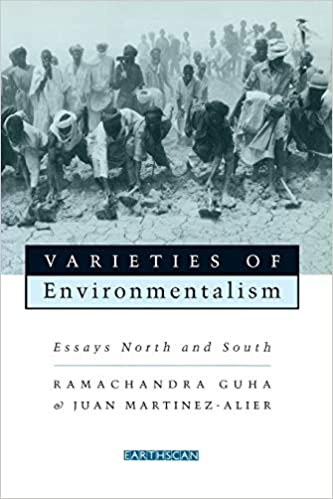 VARIETIES OF
Environmentalism
Essays North and South
RAMACHANDRA GUHA
& JUAN MARTINEZ-ALIER
EARTHSCAN